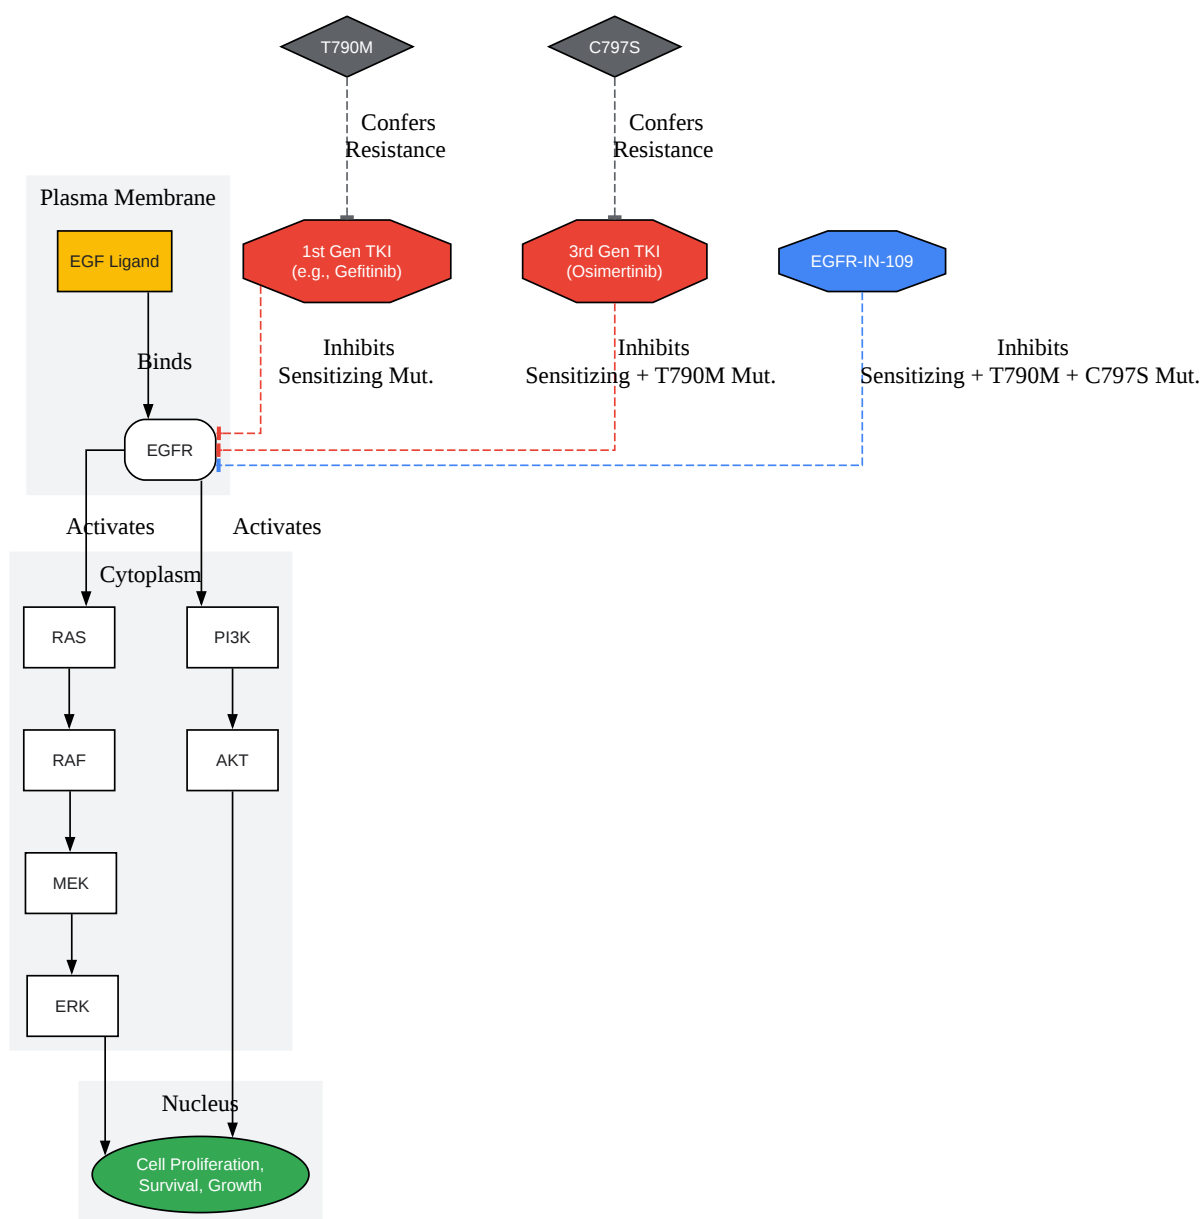 T790M
C797S
Confers
Resistance
Confers
Resistance
Plasma Membrane
EGF Ligand
1st Gen TKI
(e.g., Gefitinib)
3rd Gen TKI
(Osimertinib)
EGFR-IN-109
Binds
Inhibits
Sensitizing Mut.
Inhibits
Sensitizing + T790M Mut.
Inhibits
Sensitizing + T790M + C797S Mut.
EGFR
Activates
Activates
Cytoplasm
RAS
PI3K
RAF
AKT
MEK
ERK
Nucleus
Cell Proliferation,
Survival, Growth